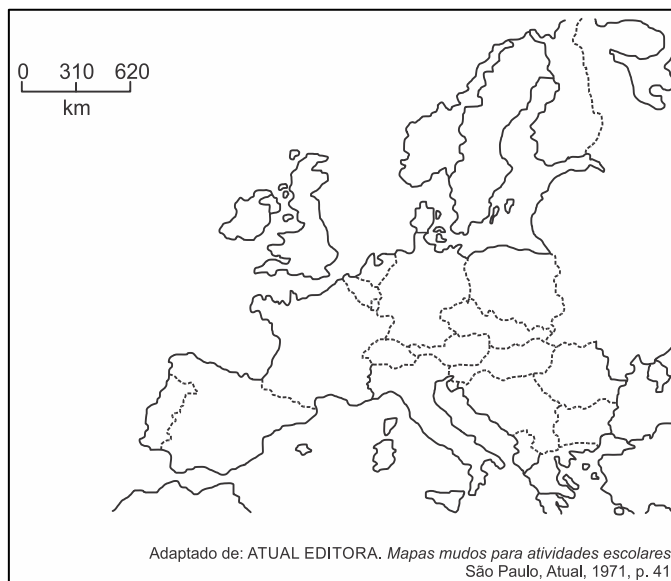 0 310 620
km
Adaptado de: ATUAL EDITORA. Mapas mudos para atividades escolares
São Paulo, Atual, 1971, p. 41